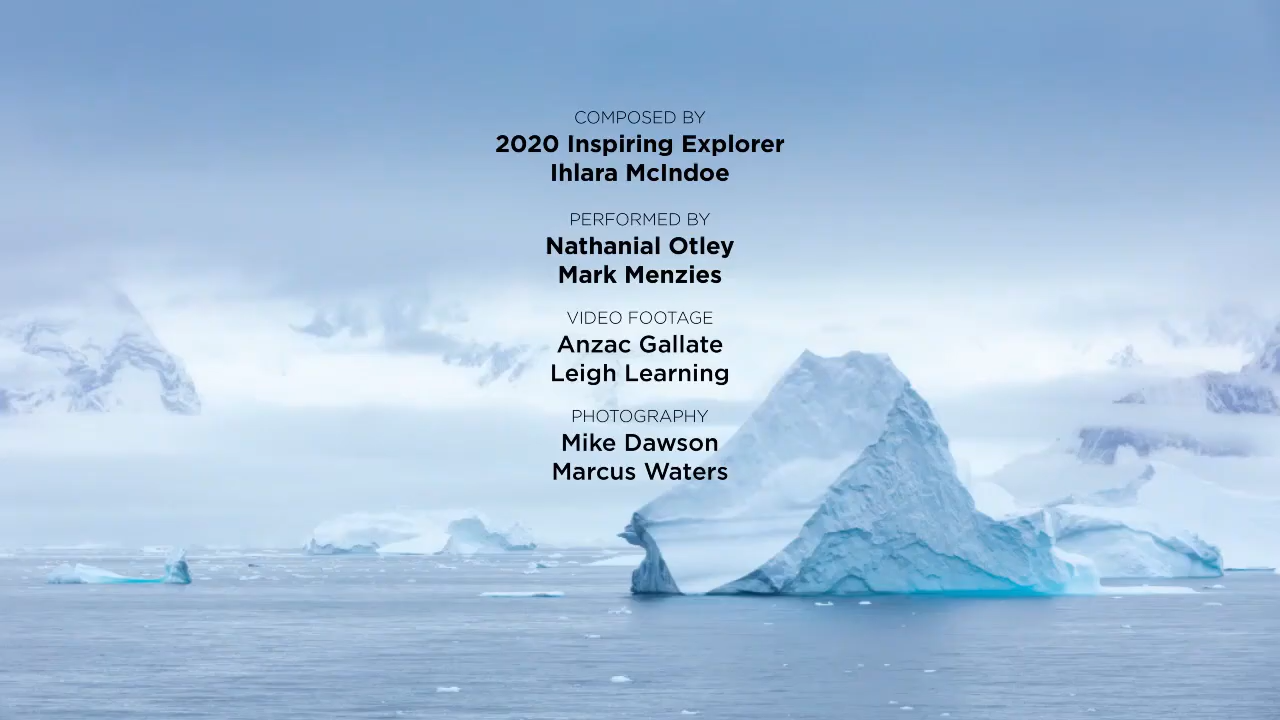 COMPOSED BY
2020 Inspiring Explorer
Ihlara McIndoe
PERFORMED BY
Nathanial Otley
Mark Menzies
VIDEO FOOTAGE
Anzac Gallate
Leigh Learning
PHOTOGRAPHY
Mike Dawson
Marcus Waters